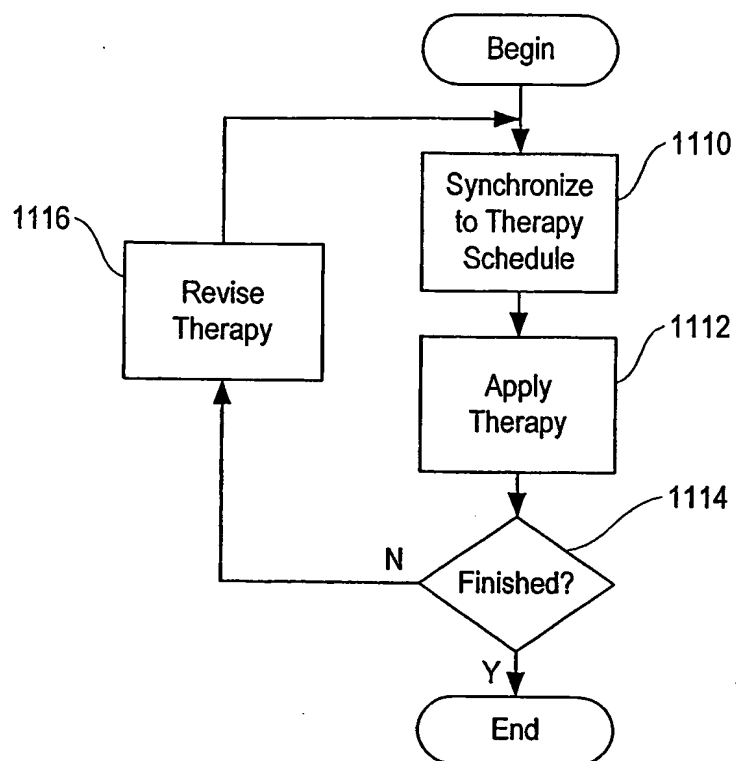 Begin
1110
Synchronize
to Therapy
Schedule
1116
Revise
Therapy
1112
Apply
Therapy
1114
N
Finished?
Y
End